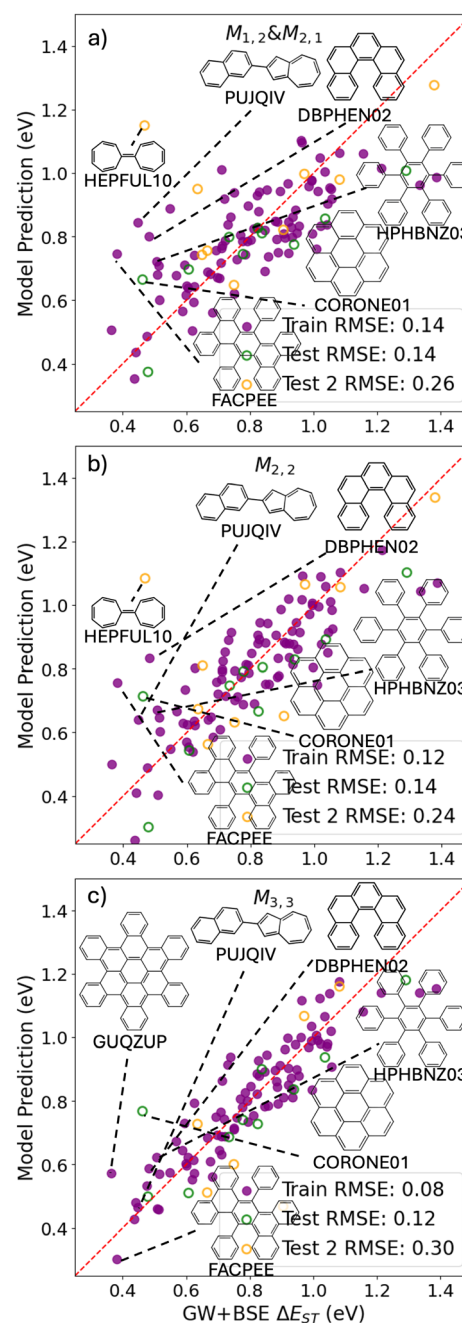 a)
M1,2&M2,1
PUJQIV
DBPHEN02
HEPFUL10
HPHBNZ03
CORONE01
FACPEE
Train RMSE: 0.14
Test RMSE: 0.14
Test 2 RMSE: 0.26
Model Prediction (eV)
1.4
1.2
1.0
0.8
0.6
0.4
0.4 0.6 0.8 1.0 1.2 1.4
b)
M2,2
PUJQIV
DBPHEN02
HEPFUL10
HPHBNZ03
CORONE01
FACPEE
Train RMSE: 0.12
Test RMSE: 0.14
Test 2 RMSE: 0.24
Model Prediction (eV)
1.4
1.2
1.0
0.8
0.6
0.4
0.4 0.6 0.8 1.0 1.2 1.4
c)
M3,3
PUJQIV
DBPHEN02
GUQZUP
HPHBNZ03
CORONE01
FACPEE
Train RMSE: 0.08
Test RMSE: 0.12
Test 2 RMSE: 0.30
Model Prediction (eV)
1.4
1.2
1.0
0.8
0.6
0.4
0.4 0.6 0.8 1.0 1.2 1.4
GW+BSE ΔEST (eV)